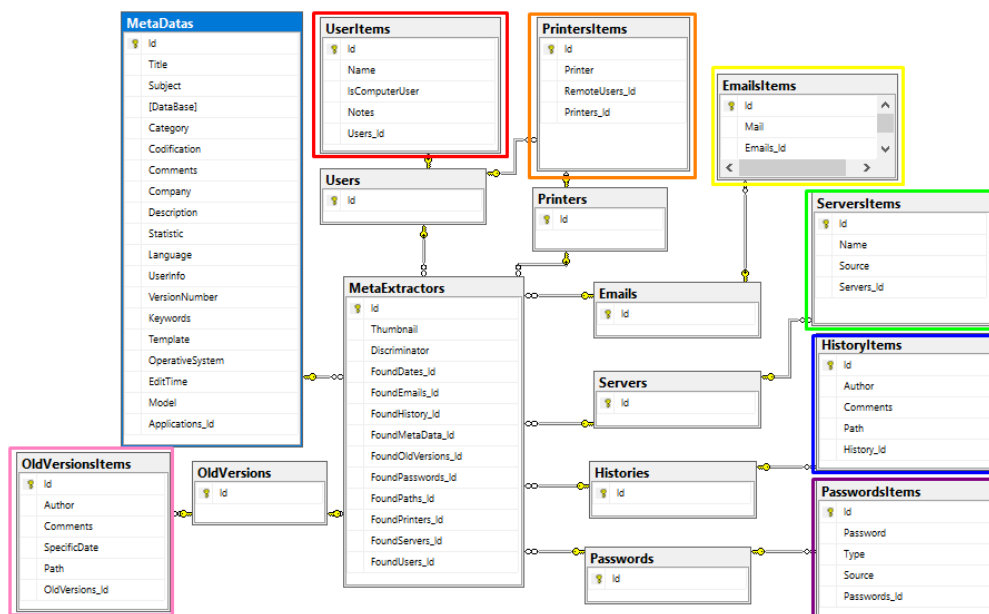 MetaDatas
Id
Title
Subject
[DataBase]
Category
Codification
Comments
Company
Description
Statistic
Language
UserInfo
VersionNumber
Keywords
Template
OperativeSystem
EditTime
Model
Applications_Id
UserItems
Id
Name
IsComputerUser
Notes
Users_Id
PrintersItems
Id
Printer
RemoteUsers_Id
Printers_Id
EmailsItems
Id
Mail
Emails_Id
Users
Id
Printers
Id
ServersItems
Id
Name
Source
Servers_Id
MetaExtractors
Id
Thumbnail
Discriminator
FoundDates_Id
FoundEmails_Id
FoundHistory_Id
FoundMetaData_Id
FoundOldVersions_Id
FoundPasswords_Id
FoundPaths_Id
FoundPrinters_Id
FoundServers_Id
FoundUsers_Id
Emails
Id
Servers
Id
HistoryItems
Id
Author
Comments
Path
History_Id
OldVersionsItems
Id
Author
Comments
SpecificDate
Path
OldVersions_Id
OldVersions
Id
Histories
Id
PasswordsItems
Id
Password
Type
Source
Passwords_Id
Passwords
Id